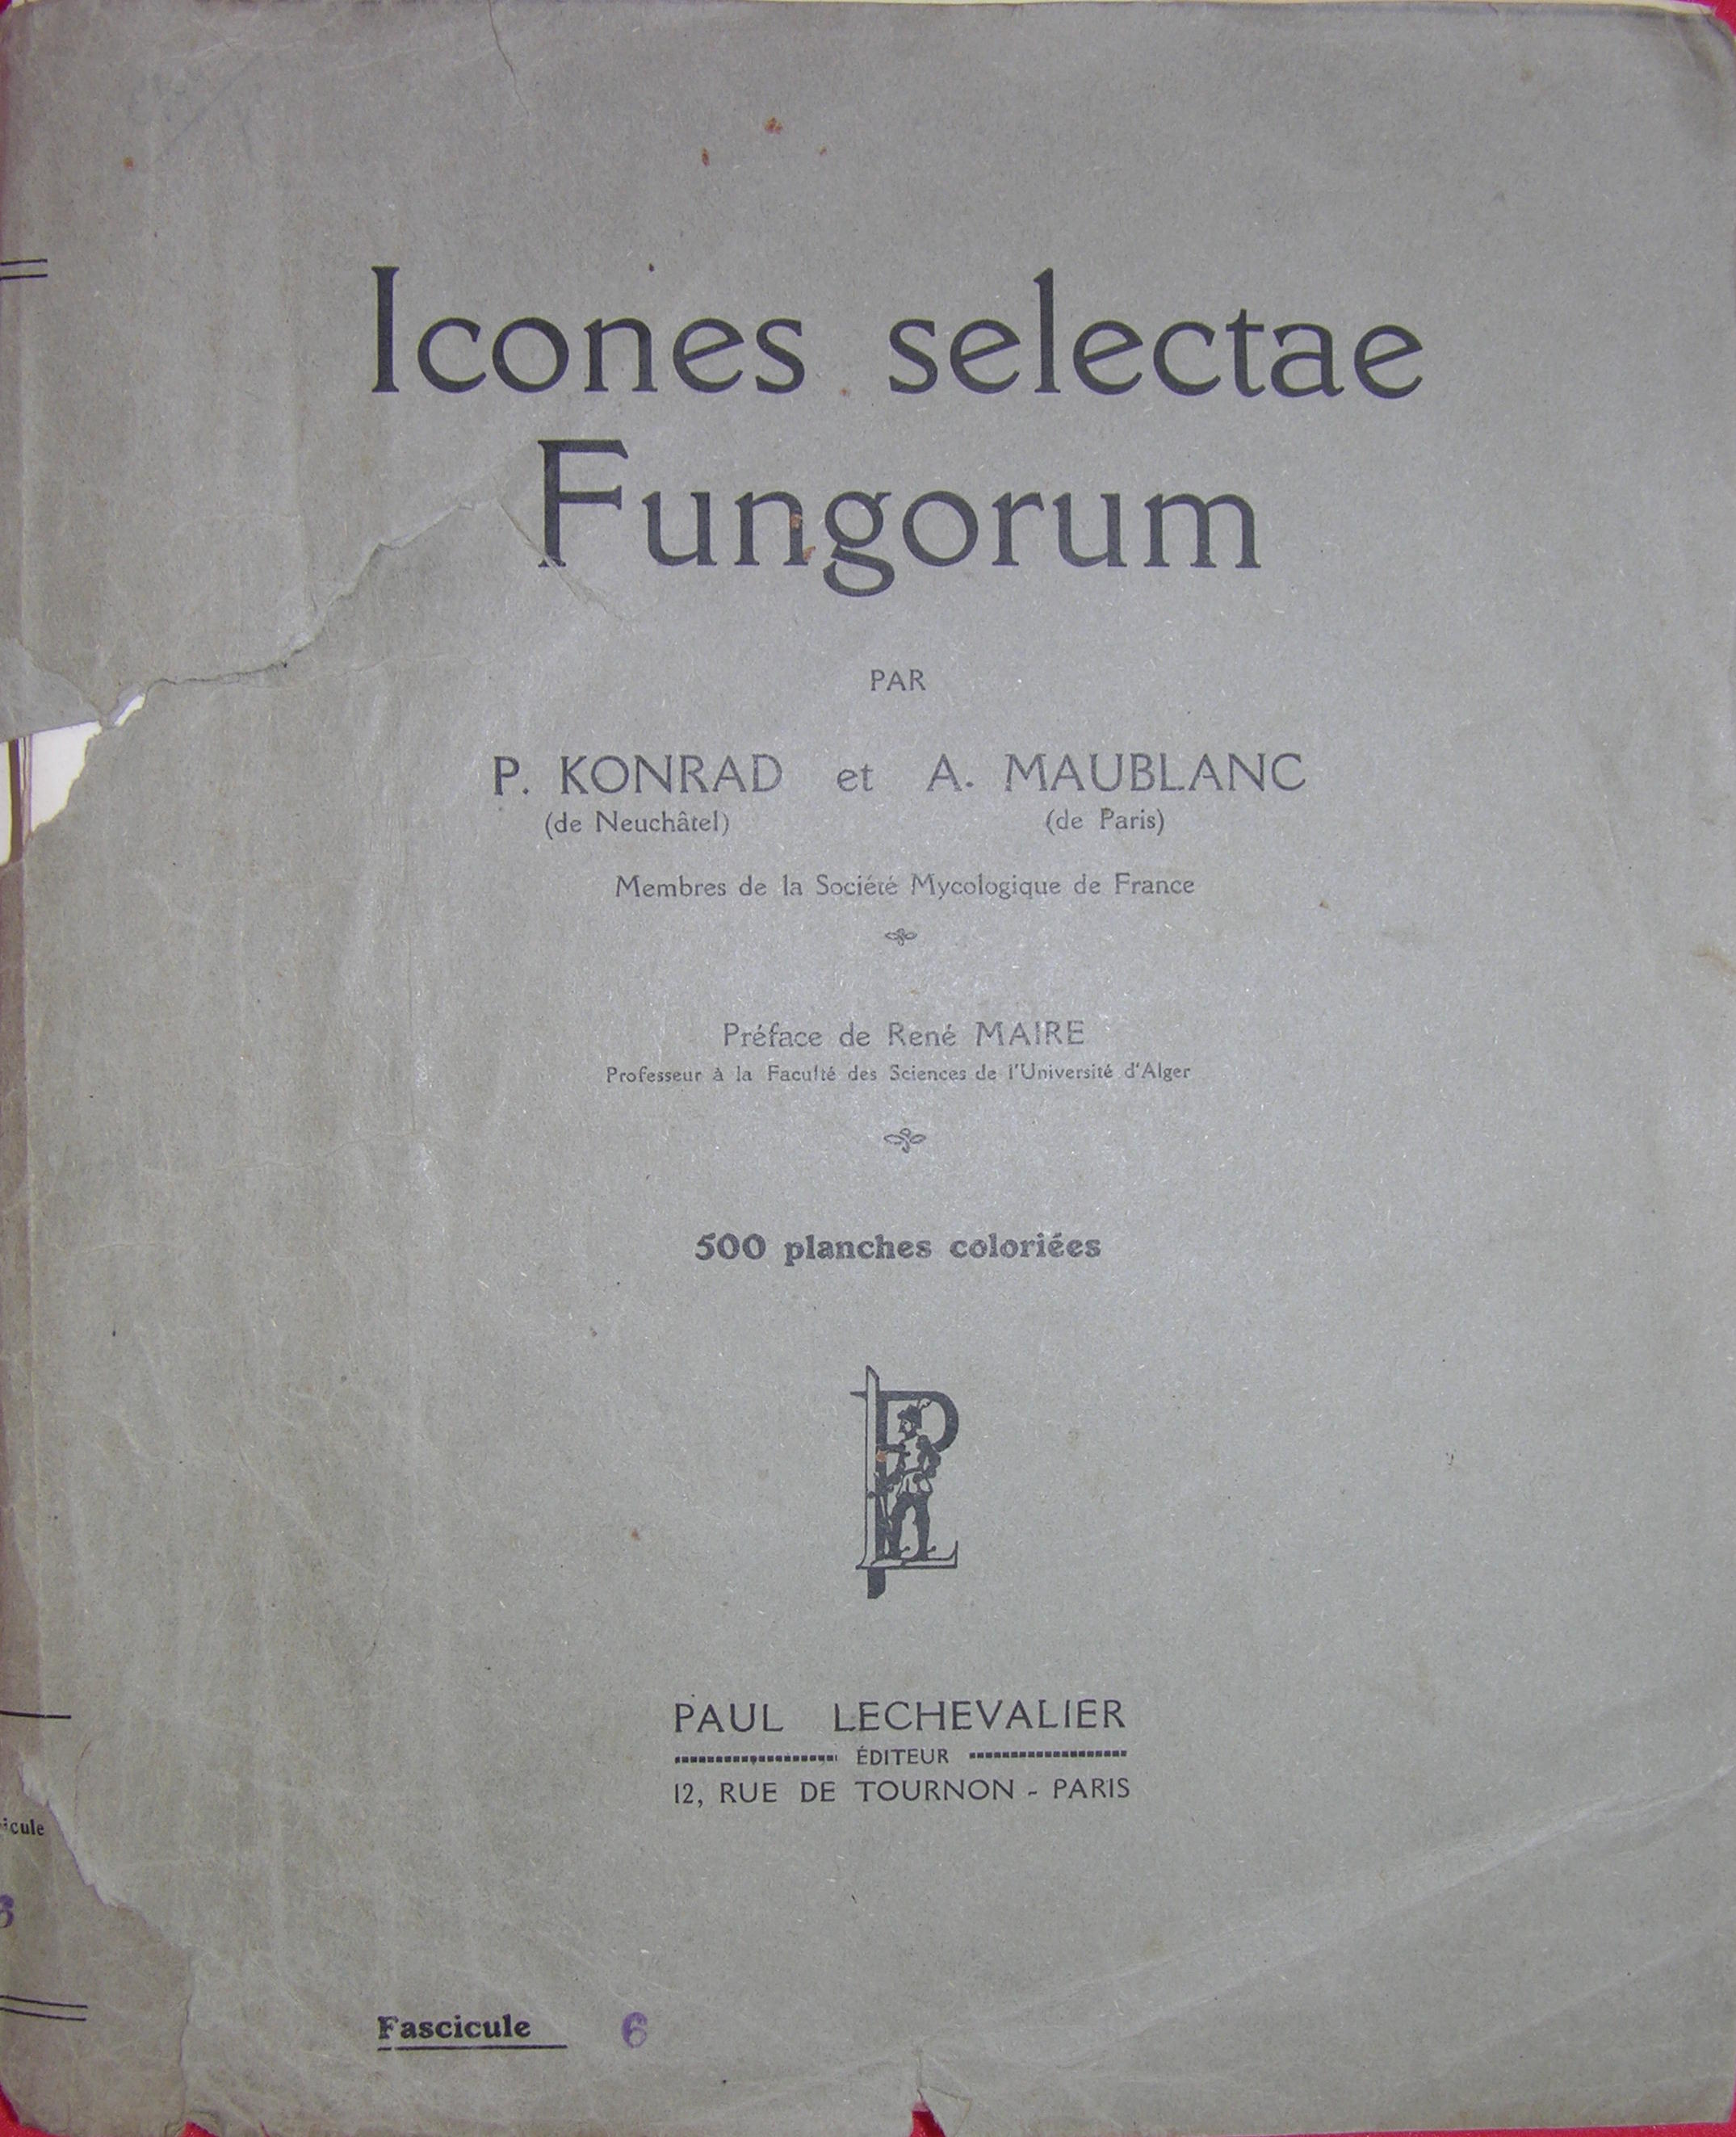 Icones selectae
Fungorum
PAR
P. KONRAD et A. MAUBLANC
(de Neuchâtel) (de Paris)
Membres de la Société Mycologique de France
Préface de René MAIRE
Professeur à la Faculté des Sciences de l'Université d'Alger
500 planches coloriées
PL
PAUL LECHEVALIER
ÉDITEUR
12, RUE DE TOURNON - PARIS
icule
6
Fascicule 6